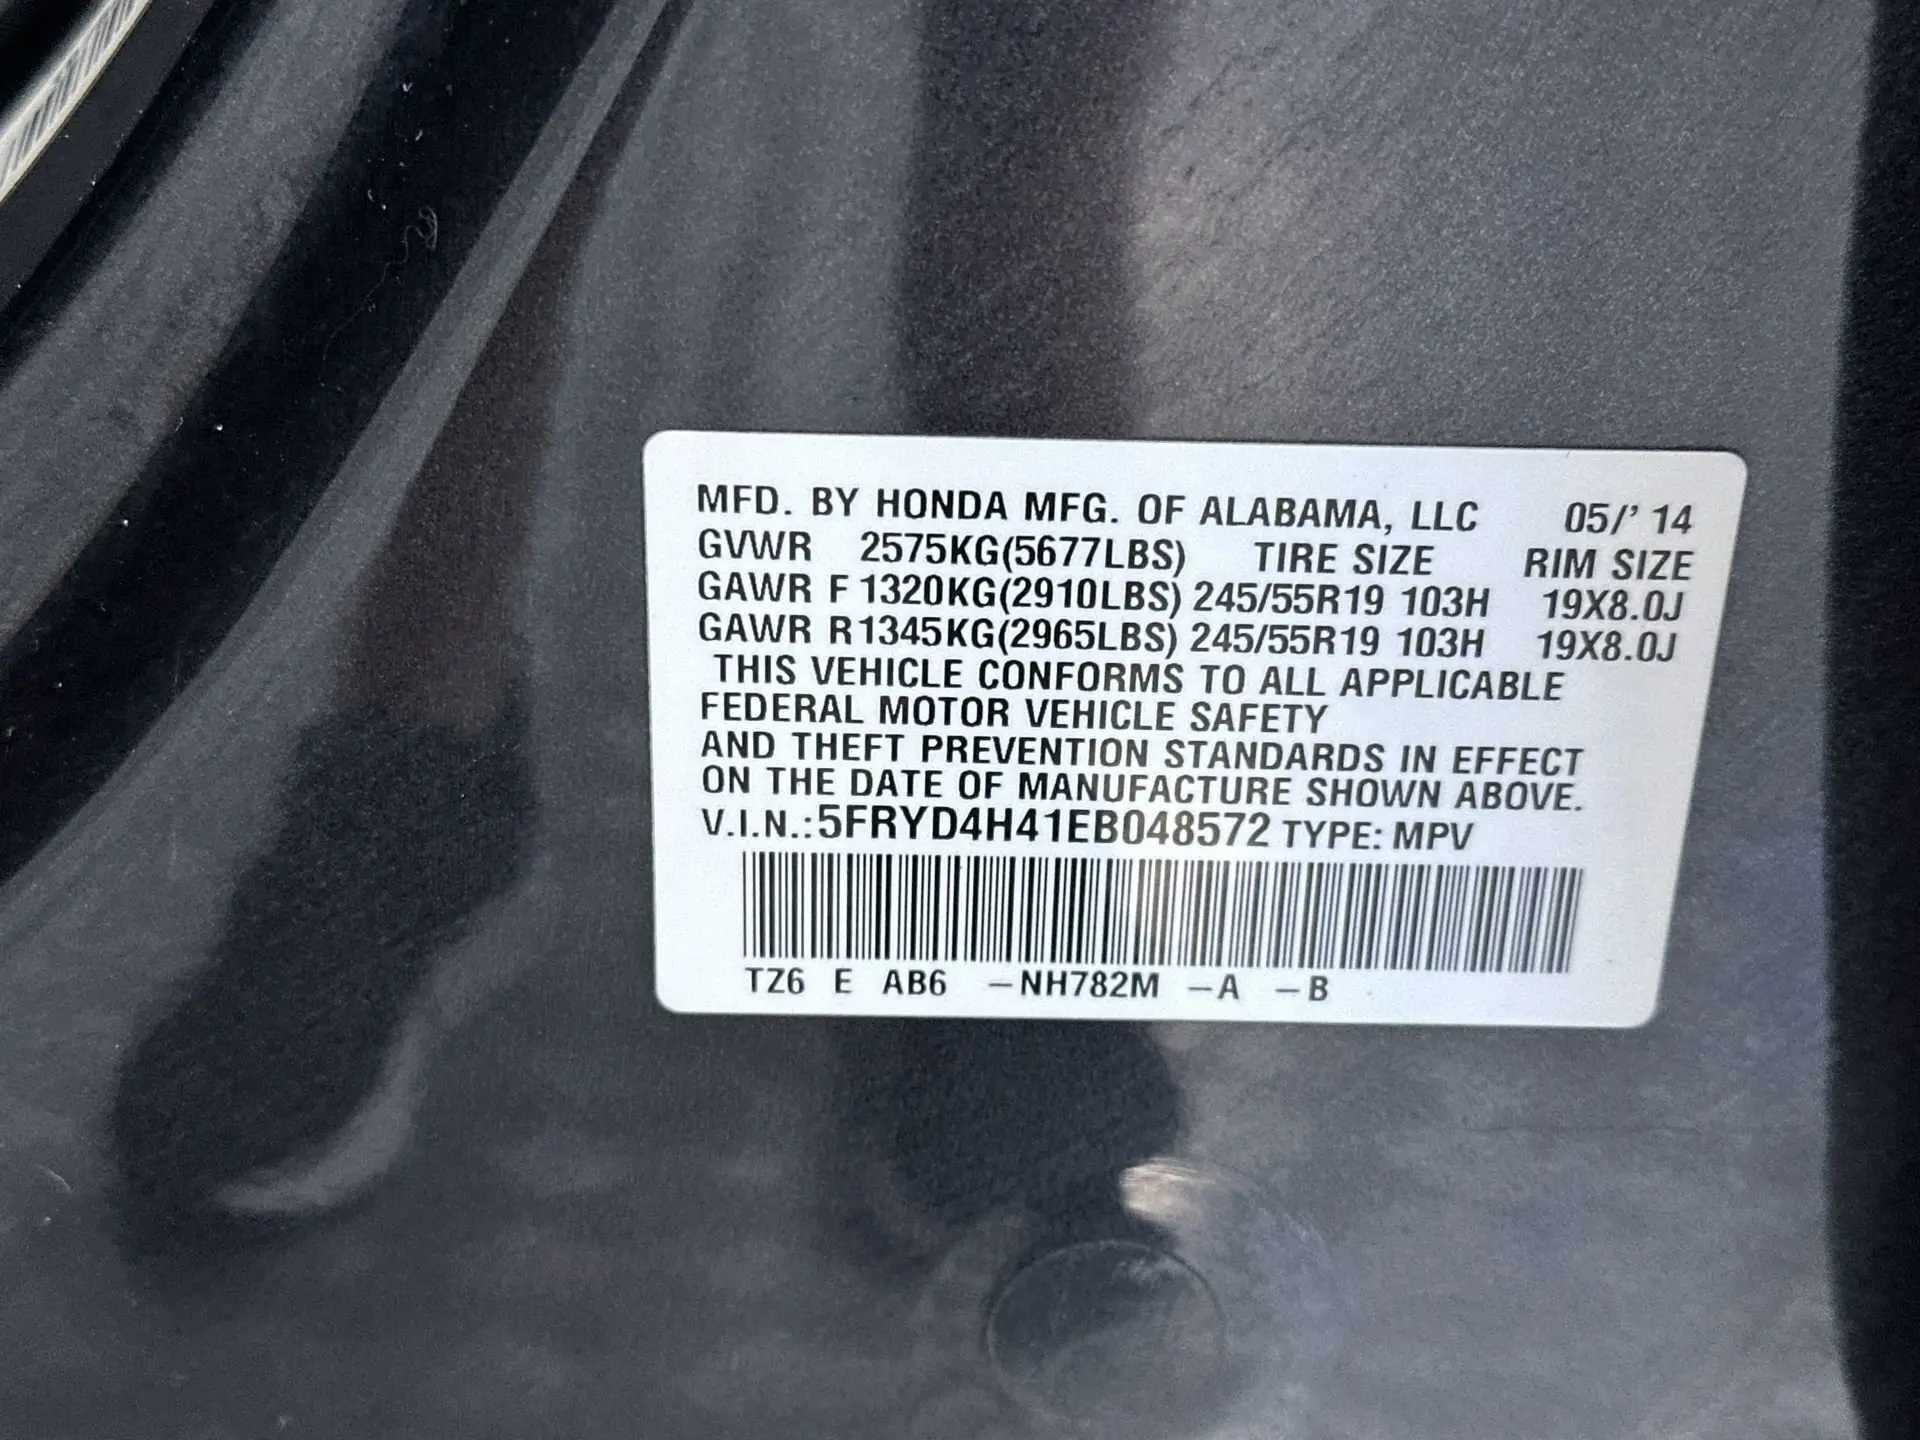 MFD. BY HONDA MFG. OF ALABAMA, LLC 05/' 14
GVWR 2575KG(5677LBS) TIRE SIZE RIM SIZE
GAWR F 1320KG(2910LBS) 245/55R19 103H 19X8.0J
GAWR R 1345KG(2965LBS) 245/55R19 103H 19X8.0J
THIS VEHICLE CONFORMS TO ALL APPLICABLE
FEDERAL MOTOR VEHICLE SAFETY
AND THEFT PREVENTION STANDARDS IN EFFECT
ON THE DATE OF MANUFACTURE SHOWN ABOVE.
V.I.N.: 5FRYD4H41EB048572 TYPE: MPV
TZ6 E AB6 –NH782M –A –B